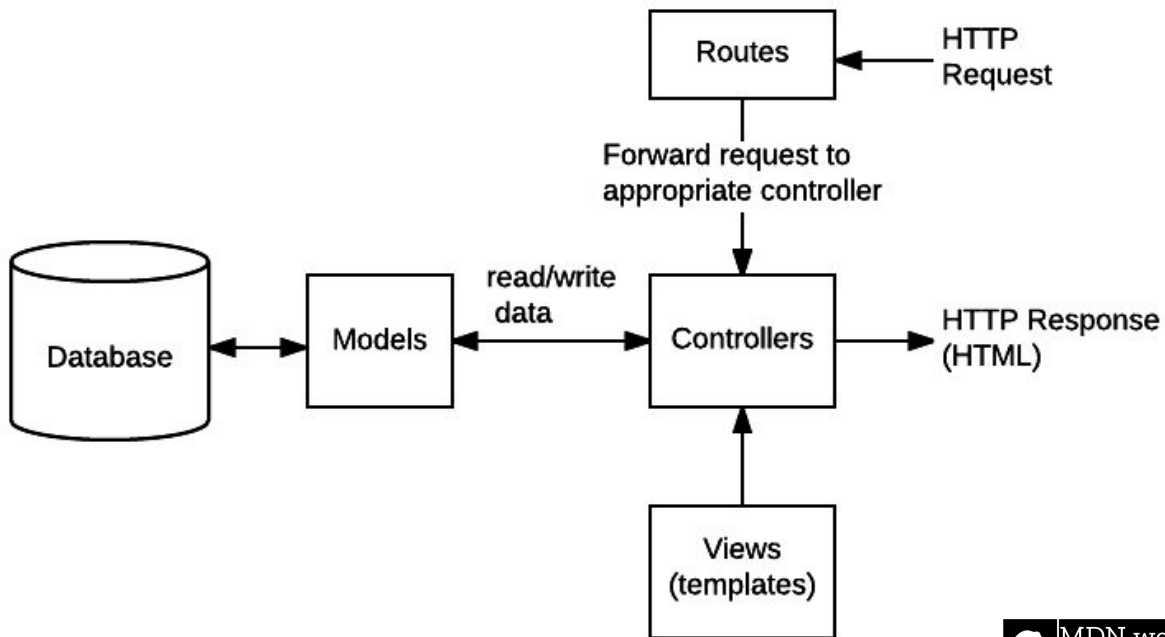 Routes
HTTP
Request
Forward request to
appropriate controller
read/write
data
Database
Models
Controllers
HTTP Response
(HTML)
Views
(templates)
MDN